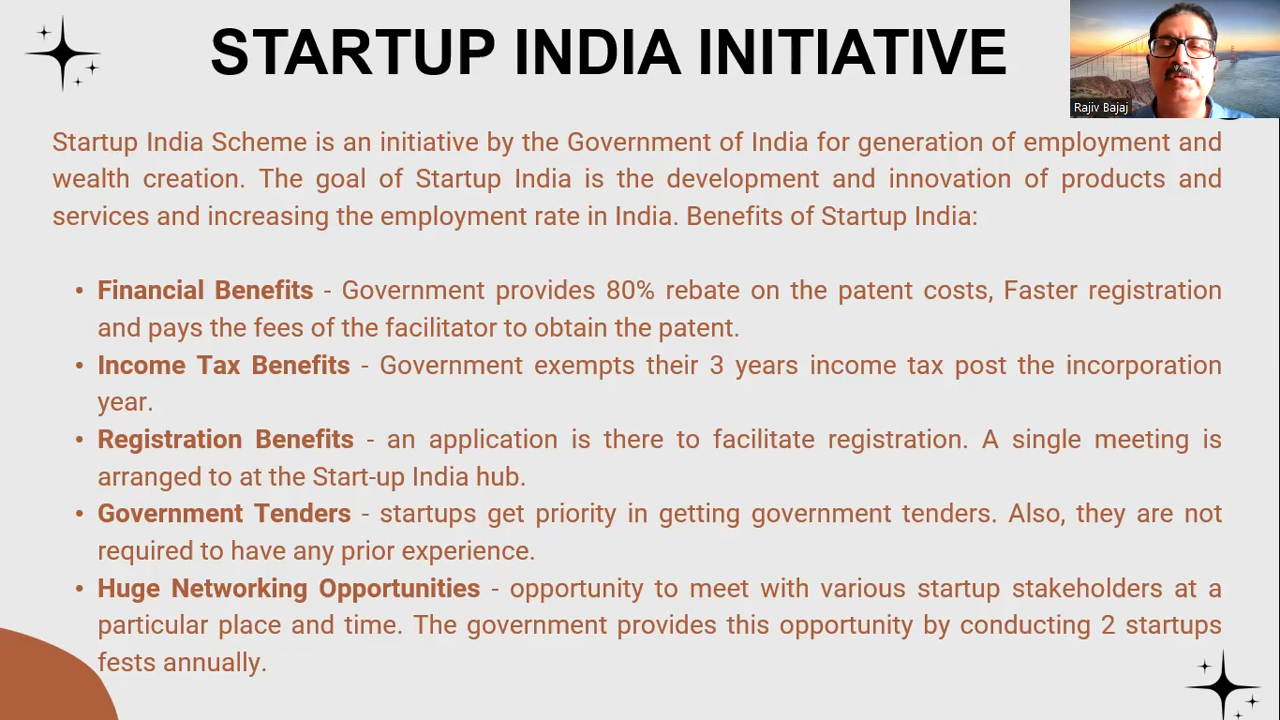 STARTUP INDIA INITIATIVE
Rajiv Bajaj
Startup India Scheme is an initiative by the Government of India for generation of employment and
wealth creation. The goal of Startup India is the development and innovation of products and
services and increasing the employment rate in India. Benefits of Startup India:
• Financial Benefits - Government provides 80% rebate on the patent costs, Faster registration
and pays the fees of the facilitator to obtain the patent.
• Income Tax Benefits - Government exempts their 3 years income tax post the incorporation
year.
• Registration Benefits - an application is there to facilitate registration. A single meeting is
arranged to at the Start-up India hub.
• Government Tenders - startups get priority in getting government tenders. Also, they are not
required to have any prior experience.
• Huge Networking Opportunities - opportunity to meet with various startup stakeholders at a
particular place and time. The government provides this opportunity by conducting 2 startups
fests annually.